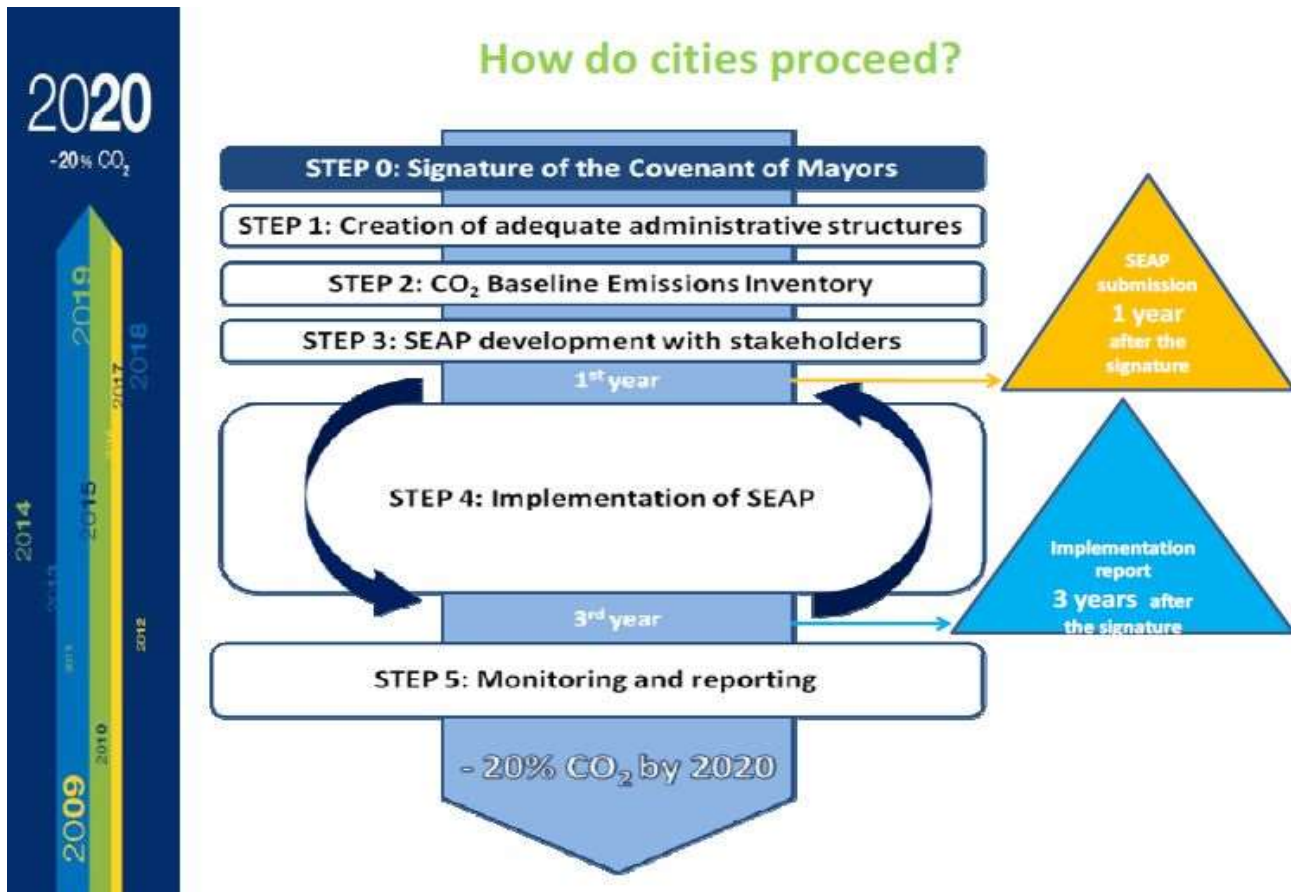 How do cities proceed?
2020
-20% CO₂
2019
2018
2017
2015
2014
2013
2012
2010
2009
STEP 0: Signature of the Covenant of Mayors
STEP 1: Creation of adequate administrative structures
STEP 2: CO₂ Baseline Emissions Inventory
STEP 3: SEAP development with stakeholders
1st year
SEAP
submission
1 year
after the
signature
STEP 4: Implementation of SEAP
3rd year
Implementation
report
3 years after
the signature
STEP 5: Monitoring and reporting
- 20% CO₂ by 2020